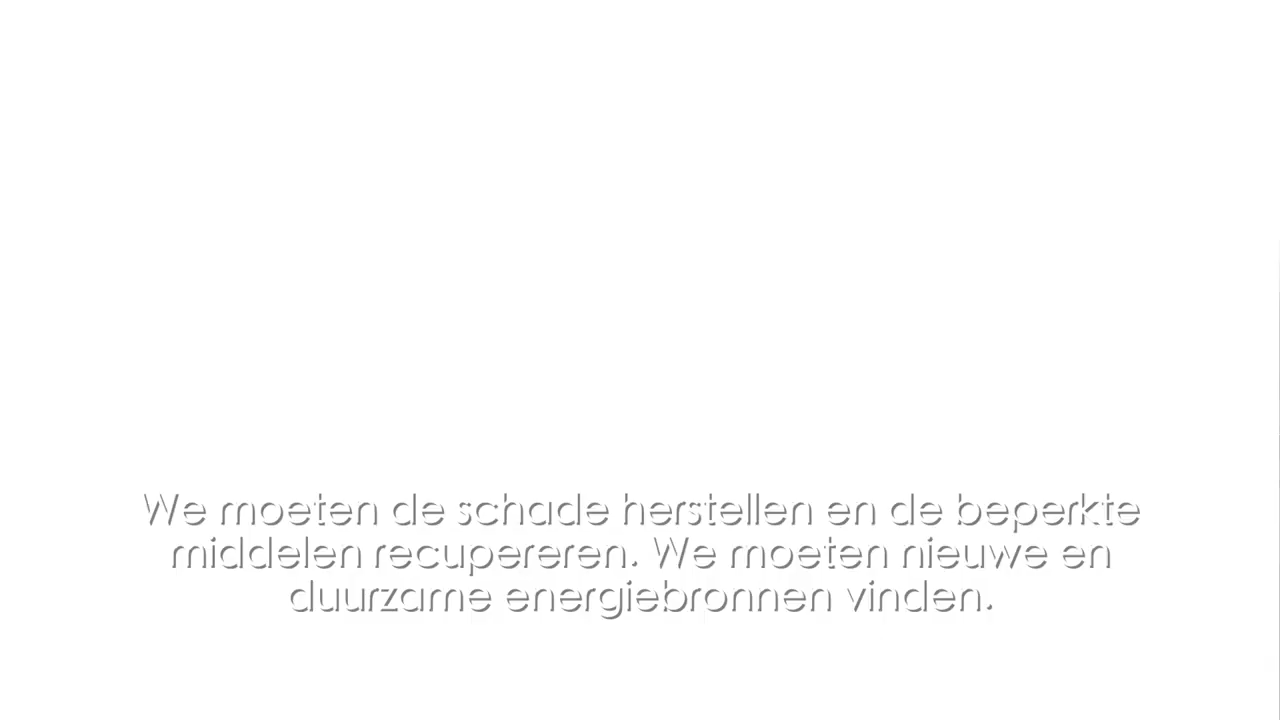 We moeten de schade herstellen en de beperkte
middelen recupereren. We moeten nieuwe en
duurzame energiebronnen vinden.